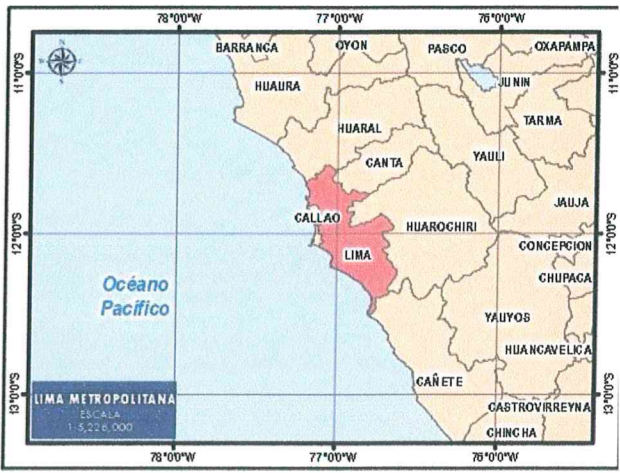 78°0'0"W 77°0'0"W 76°0'0"W
BARRANCA OYON PASCO OXAPAMPA
11°0'0"S 11°0'0"S
HUAURA JUNIN
TARMA
HUARAL
CANTA YAULI
JAUJA
CALLAO HUAROCHIRI
12°0'0"S 12°0'0"S
LIMA CONCEPCION
CHUPACA
Océano
Pacífico
YAUYOS
HUANCAVELICA
CAÑETE
13°0'0"S 13°0'0"S
LIMA METROPOLITANA
ESCALA
1:5,226,000
CASTROVIRREYNA
CHINCHA
78°0'0"W 77°0'0"W 76°0'0"W